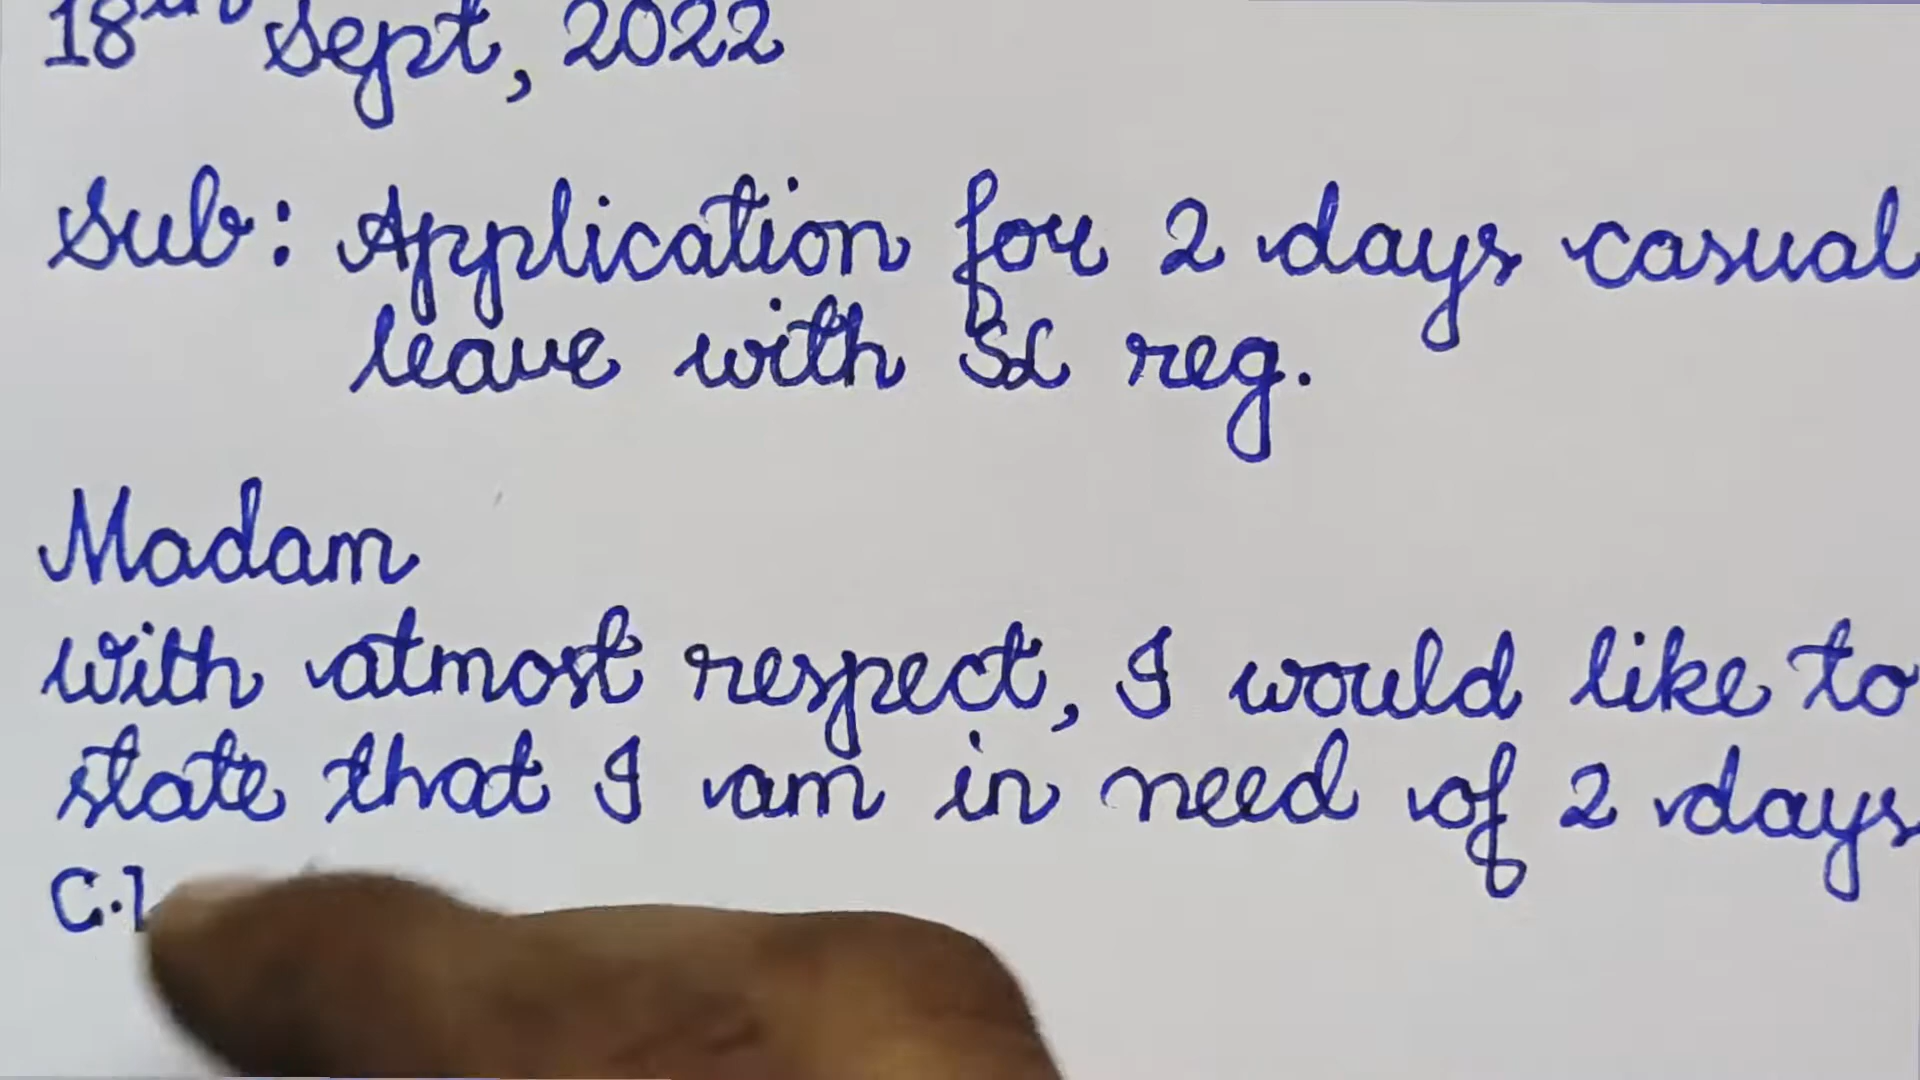 18th Sept, 2022
Sub: Application for 2 days casual
leave with SL reg.
Madam
With atmost respect, I would like to
state that I am in need of 2 days
C.L